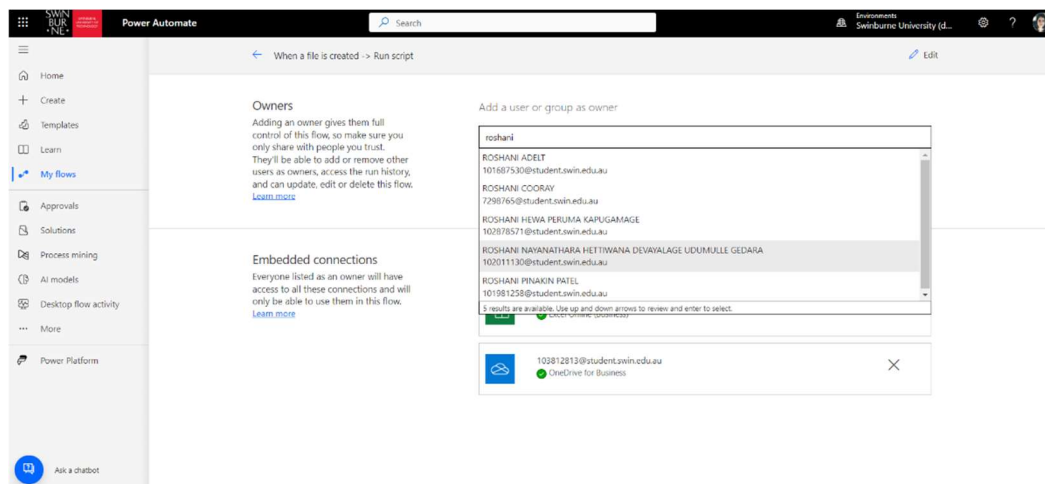 SWIN
BUR
• NE •
SWINBURNE
UNIVERSITY OF
TECHNOLOGY
Power Automate
Search
Environments
Swinburne University (d...
?
When a file is created -> Run script
Edit
Home
Create
Templates
Learn
My flows
Approvals
Solutions
Process mining
AI models
Desktop flow activity
More
Power Platform
Ask a chatbot
Owners
Adding an owner gives them full
control of this flow, so make sure you
only share with people you trust.
They'll be able to add or remove other
users as owners, access the run history,
and can update, edit or delete this flow.
Learn more
Add a user or group as owner
roshani
ROSHANI ADELT
101687530@student.swin.edu.au
ROSHANI COORAY
7298765@student.swin.edu.au
ROSHANI HEWA PERUMA KAPUGAMAGE
102878571@student.swin.edu.au
ROSHANI NAYANATHARA HETTIWANA DEVAYALAGE UDUMULLE GEDARA
102011130@student.swin.edu.au
ROSHANI PINAKIN PATEL
101981258@student.swin.edu.au
5 results are available. Use up and down arrows to review and enter to select.
Embedded connections
Everyone listed as an owner will have
access to all these connections and will
only be able to use them in this flow.
Learn more
Excel Online (Business)
103812813@student.swin.edu.au
OneDrive for Business